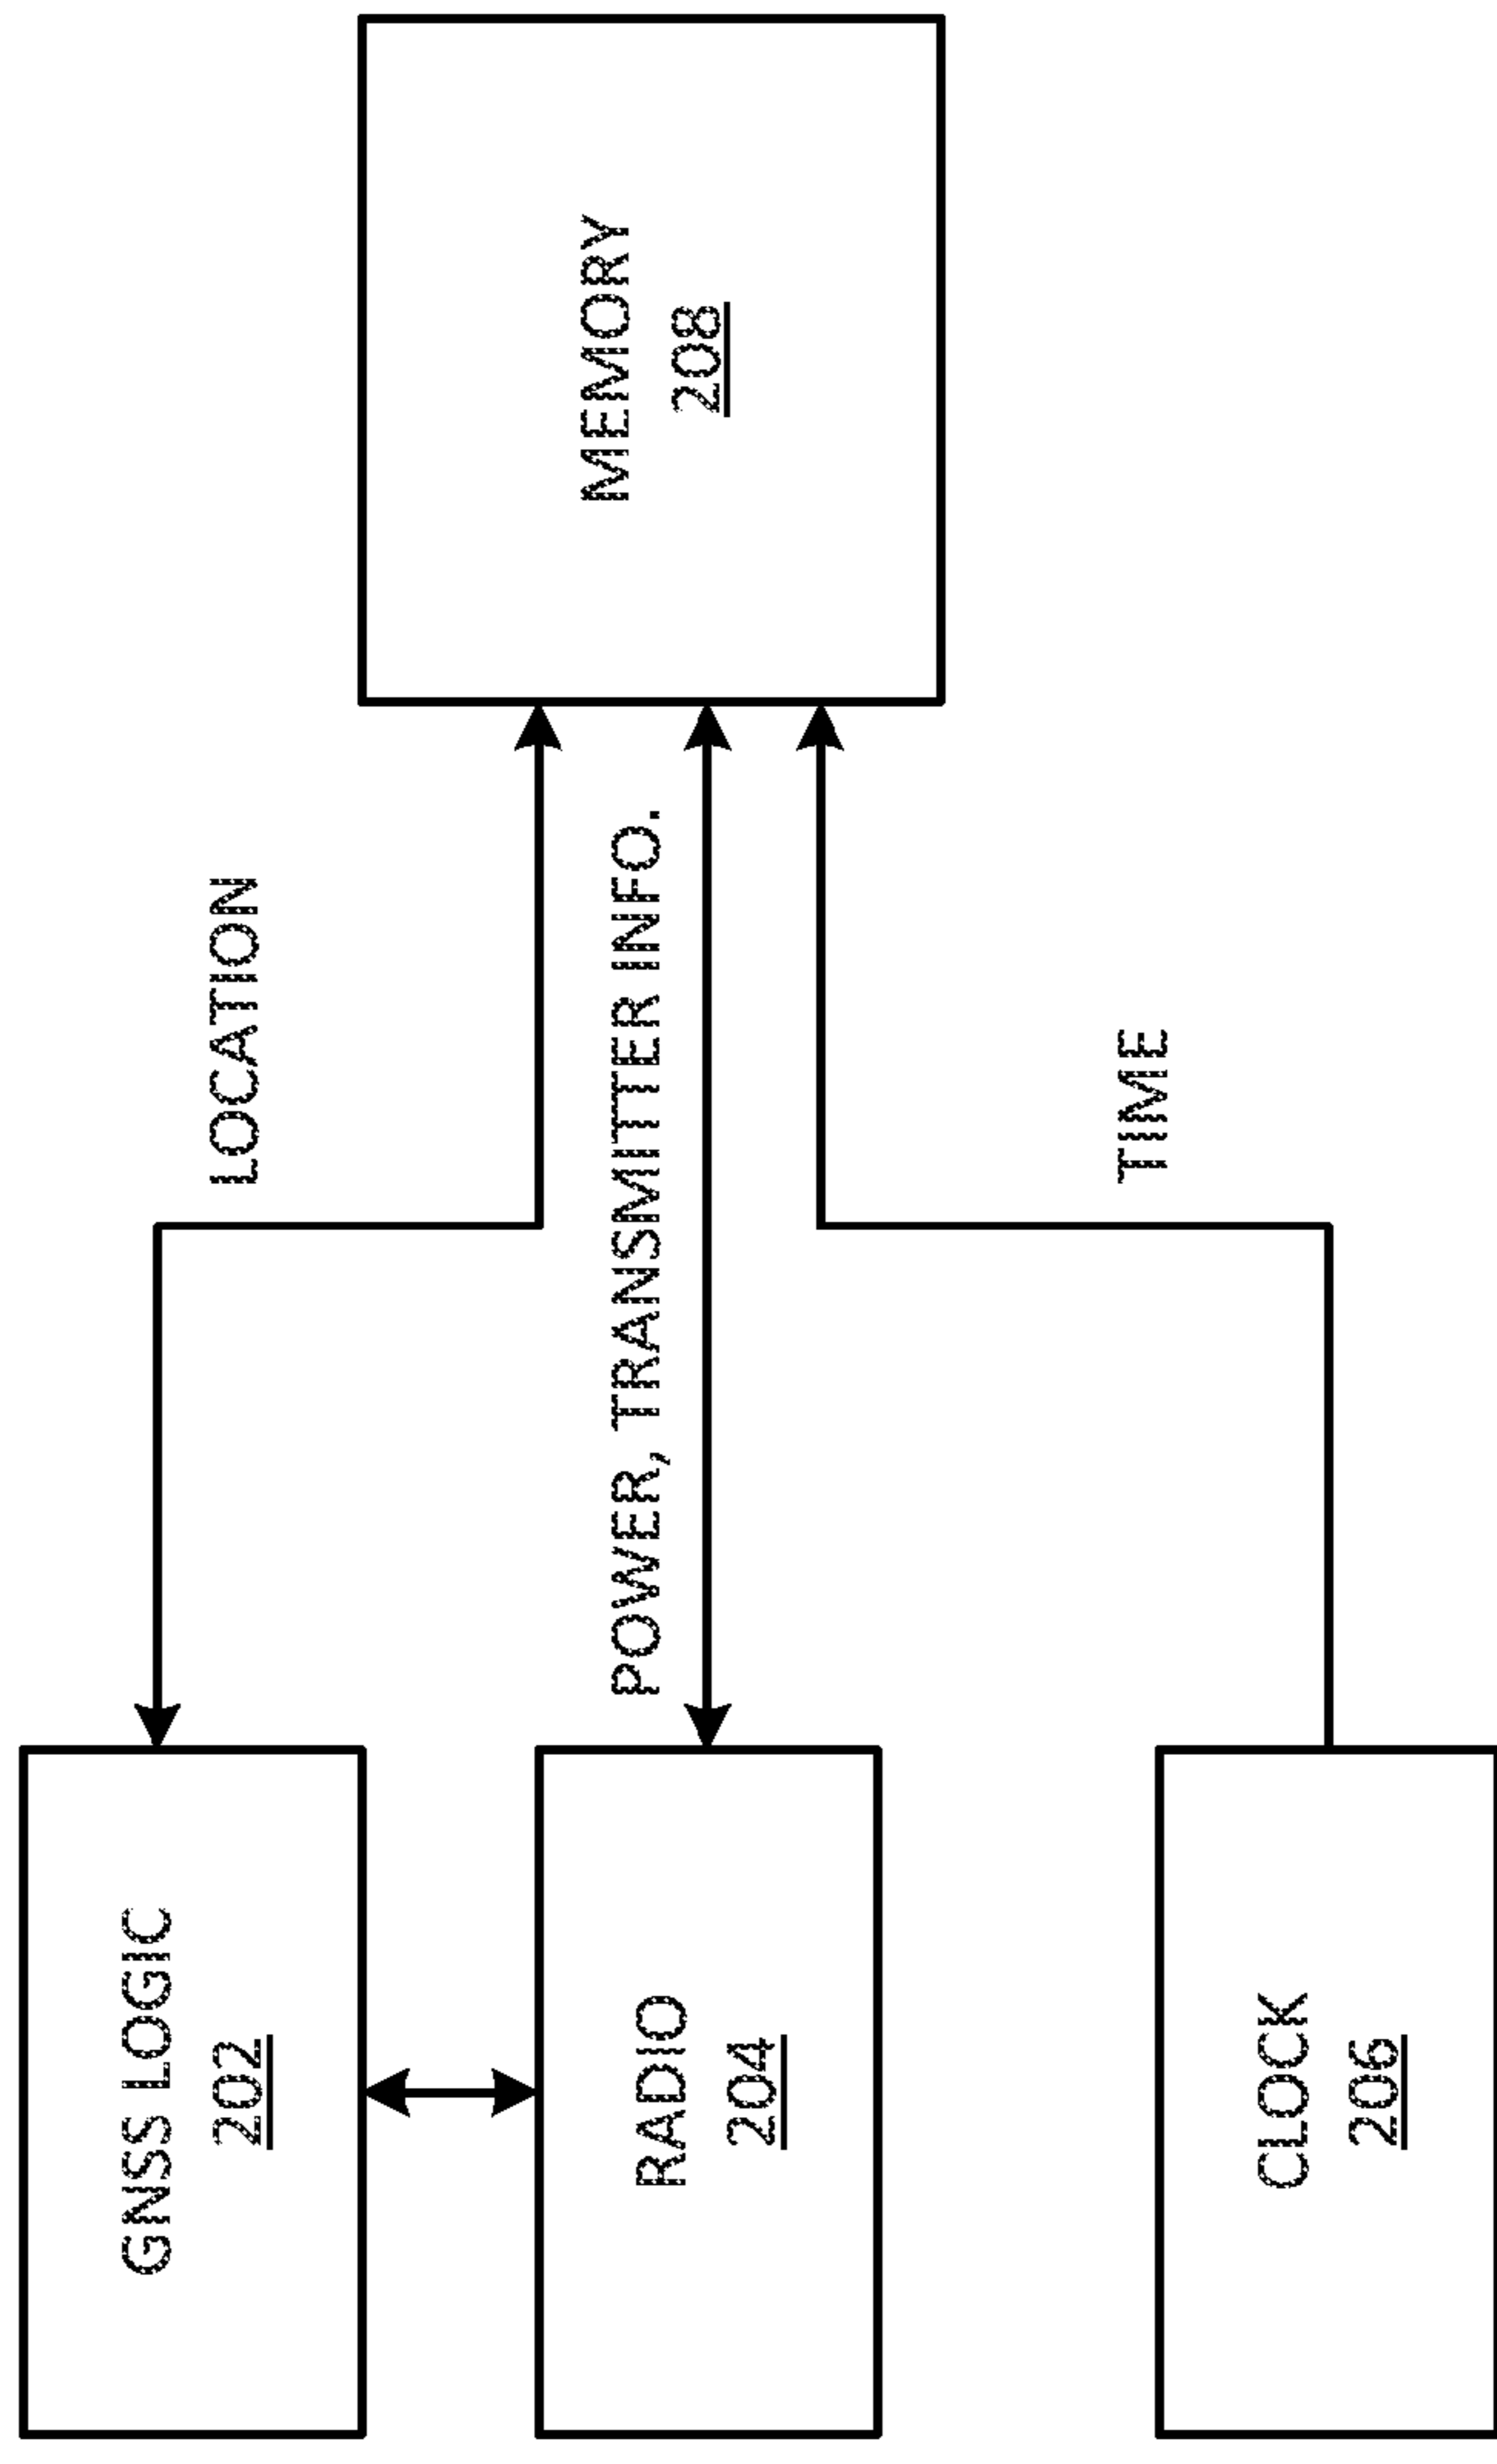 GNSS LOGIC
202
LOCATION
RADIO
204
POWER, TRANSMITTER INFO.
MEMORY
208
CLOCK
206
TIME